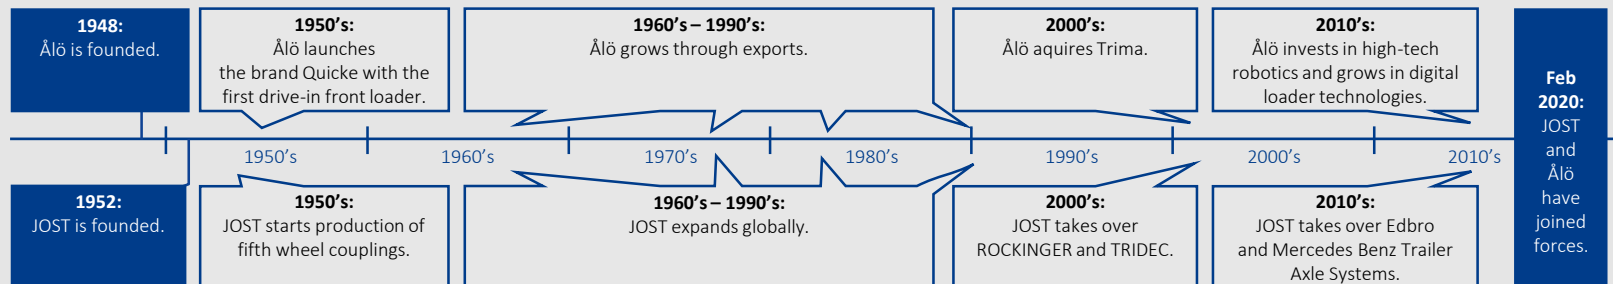 1948:
Ålö is founded.
1950's:
Ålö launches
the brand Quicke with the
first drive-in front loader.
1960's – 1990's:
Ålö grows through exports.
2000's:
Ålö aquires Trima.
2010's:
Ålö invests in high-tech
robotics and grows in digital
loader technologies.
1950's
1960's
1970's
1980's
1990's
2000's
2010's
1952:
JOST is founded.
1950's:
JOST starts production of
fifth wheel couplings.
1960's – 1990's:
JOST expands globally.
2000's:
JOST takes over
ROCKINGER and TRIDEC.
2010's:
JOST takes over Edbro
and Mercedes Benz Trailer
Axle Systems.
Feb
2020:
JOST
and
Ålö
have
joined
forces.